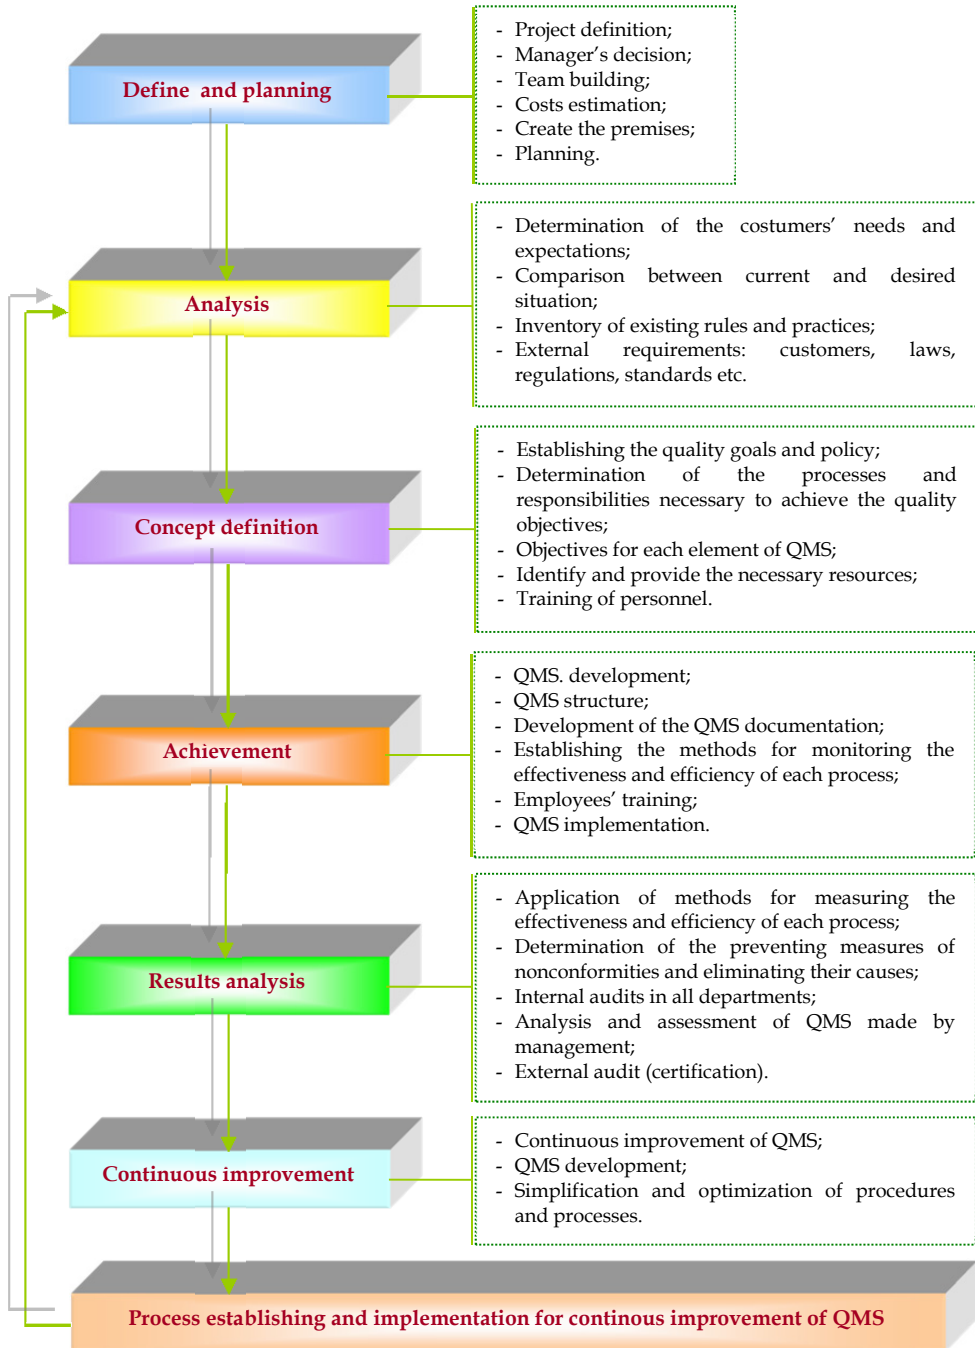 Define and planning
- Project definition;
- Manager's decision;
- Team building;
- Costs estimation;
- Create the premises;
- Planning.
Analysis
- Determination of the costumers' needs and
expectations;
- Comparison between current and desired
situation;
- Inventory of existing rules and practices;
- External requirements: customers, laws,
regulations, standards etc.
Concept definition
- Establishing the quality goals and policy;
- Determination of the processes and
responsibilities necessary to achieve the quality
objectives;
- Objectives for each element of QMS;
- Identify and provide the necessary resources;
- Training of personnel.
Achievement
- QMS. development;
- QMS structure;
- Development of the QMS documentation;
- Establishing the methods for monitoring the
effectiveness and efficiency of each process;
- Employees' training;
- QMS implementation.
Results analysis
- Application of methods for measuring the
effectiveness and efficiency of each process;
- Determination of the preventing measures of
nonconformities and eliminating their causes;
- Internal audits in all departments;
- Analysis and assessment of QMS made by
management;
- External audit (certification).
Continuous improvement
- Continuous improvement of QMS;
- QMS development;
- Simplification and optimization of procedures
and processes.
Process establishing and implementation for continous improvement of QMS